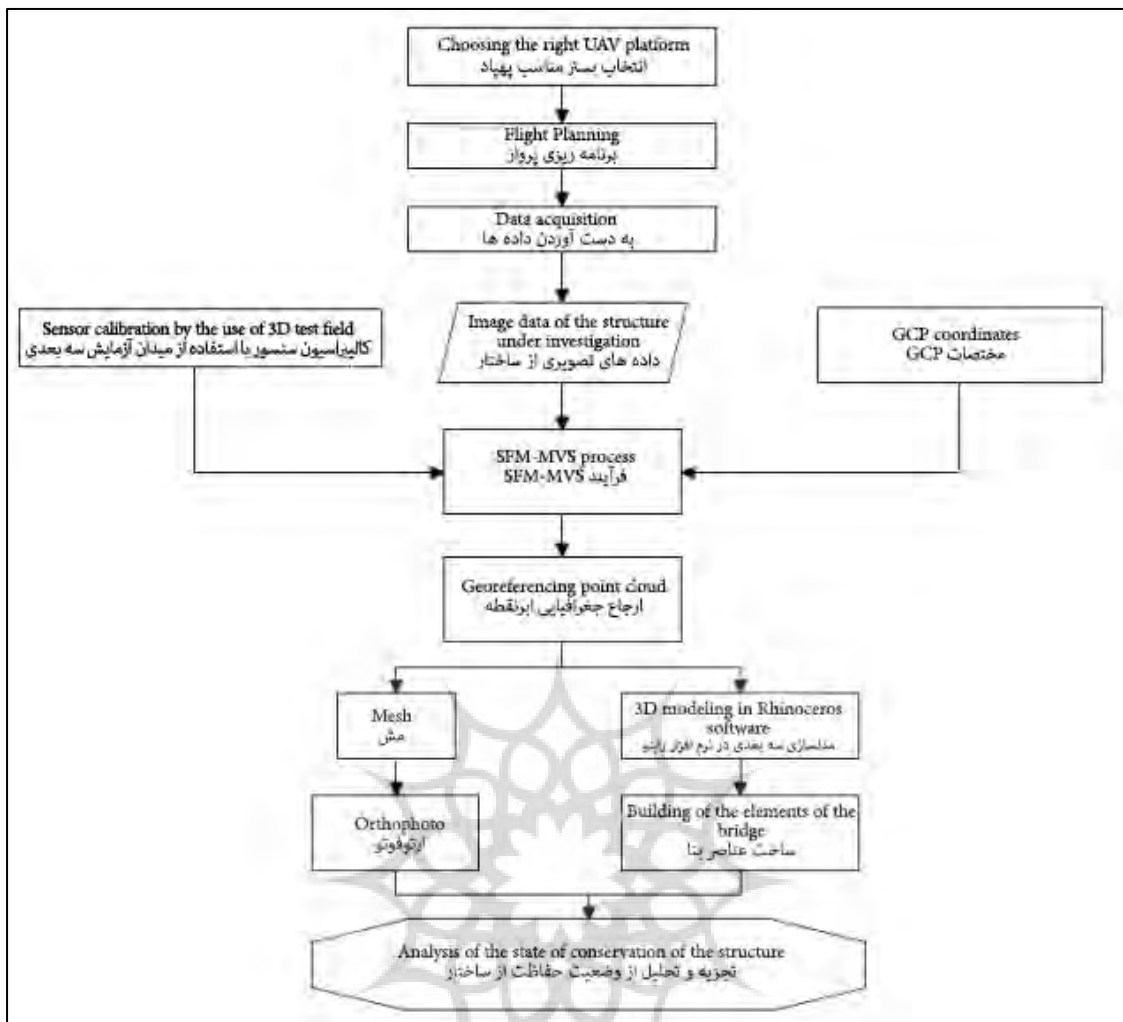 Choosing the right UAV platform
انتخاب بستر مناسب پهپاد
Flight Planning
برنامه ریزی پرواز
Data acquisition
به دست آوردن داده ها
Sensor calibration by the use of 3D test field
کالیبراسیون سنسور با استفاده از میدان آزمایش سه بعدی
Image data of the structure
under investigation
داده های تصویری از ساختار
GCP coordinates
مختصات GCP
SFM-MVS process
فرآیند SFM-MVS
Georeferencing point cloud
ارجاع جغرافیایی ابرنقطه
Mesh
مش
3D modeling in Rhinoceros
software
مدلسازی سه بعدی در نرم افزار راینو
Orthophoto
ارتوفوتو
Building of the elements of the
bridge
ساخت عناصر بنا
Analysis of the state of conservation of the structure
تجزیه و تحلیل از وضعیت حفاظت از ساختار